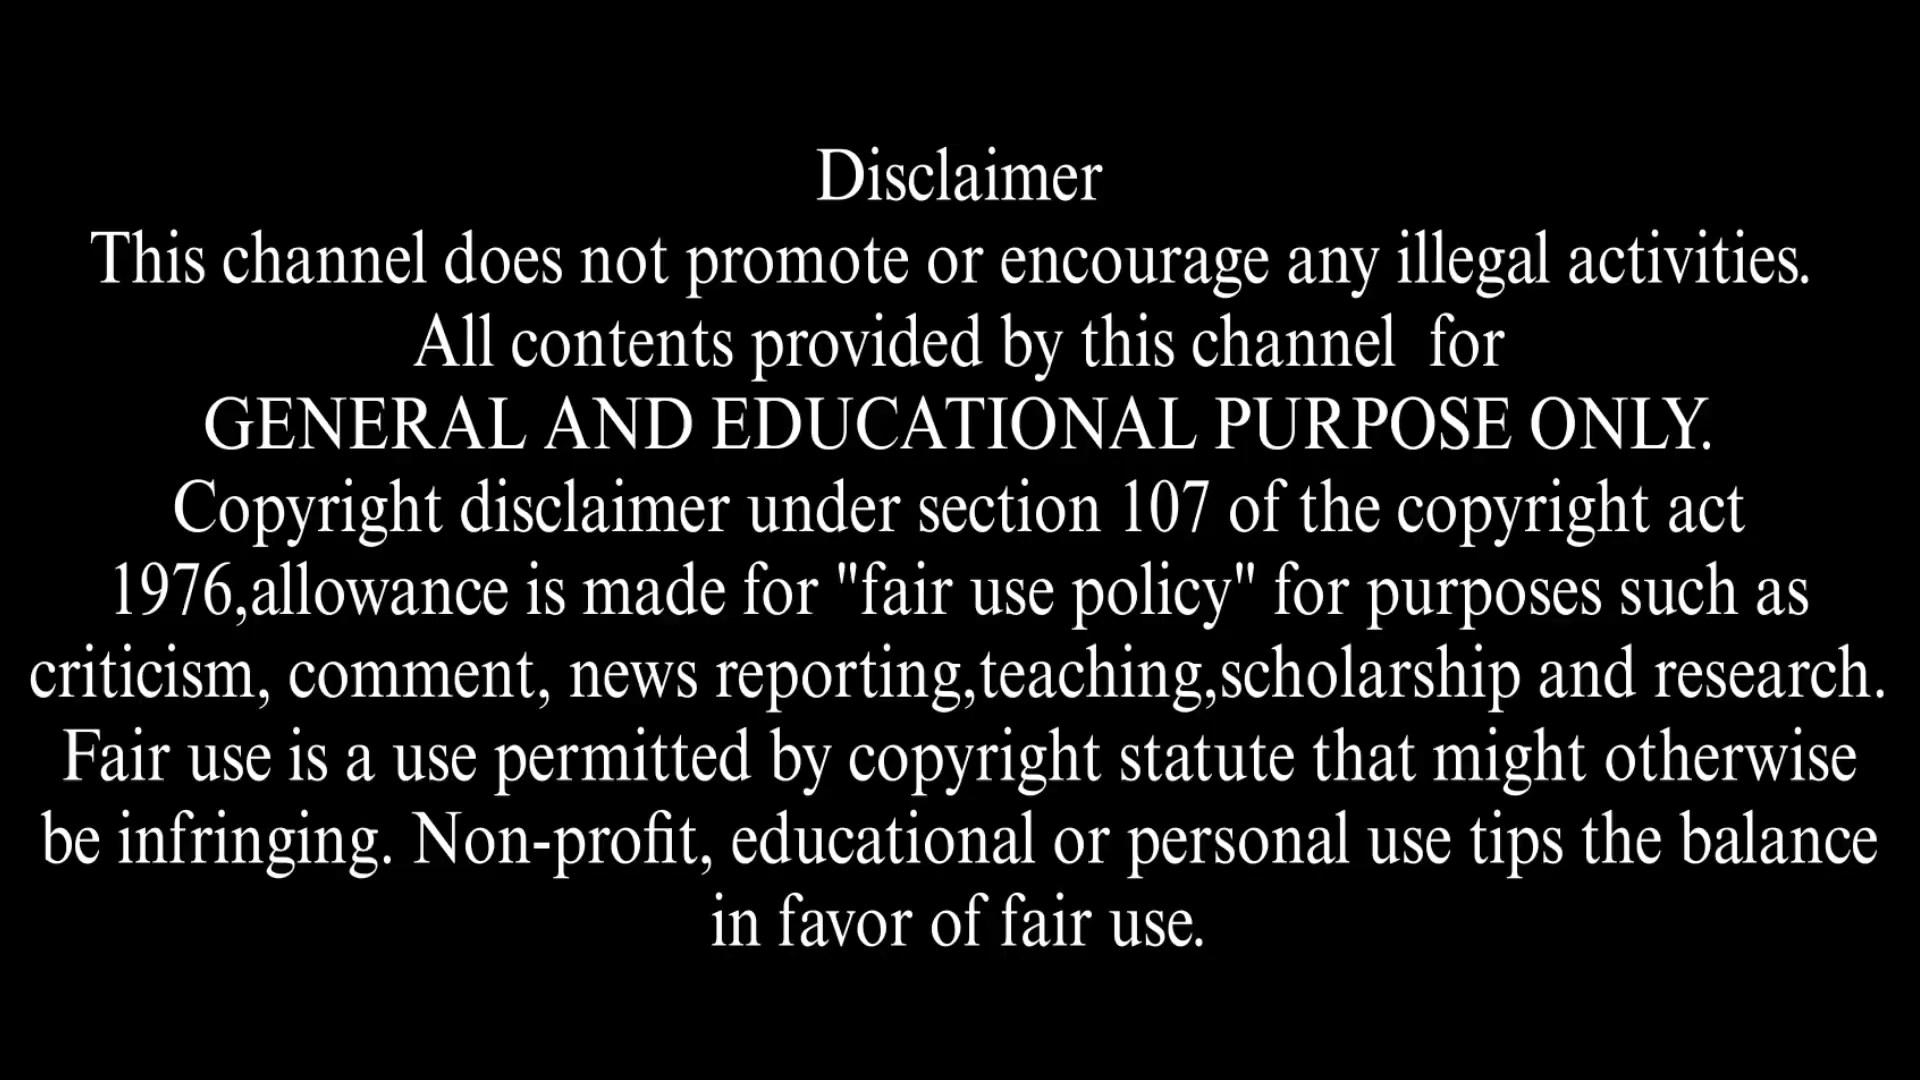 Disclaimer
This channel does not promote or encourage any illegal activities.
All contents provided by this channel  for
GENERAL AND EDUCATIONAL PURPOSE ONLY.
Copyright disclaimer under section 107 of the copyright act
1976,allowance is made for "fair use policy" for purposes such as
criticism, comment, news reporting,teaching,scholarship and research.
Fair use is a use permitted by copyright statute that might otherwise
be infringing. Non-profit, educational or personal use tips the balance
in favor of fair use.